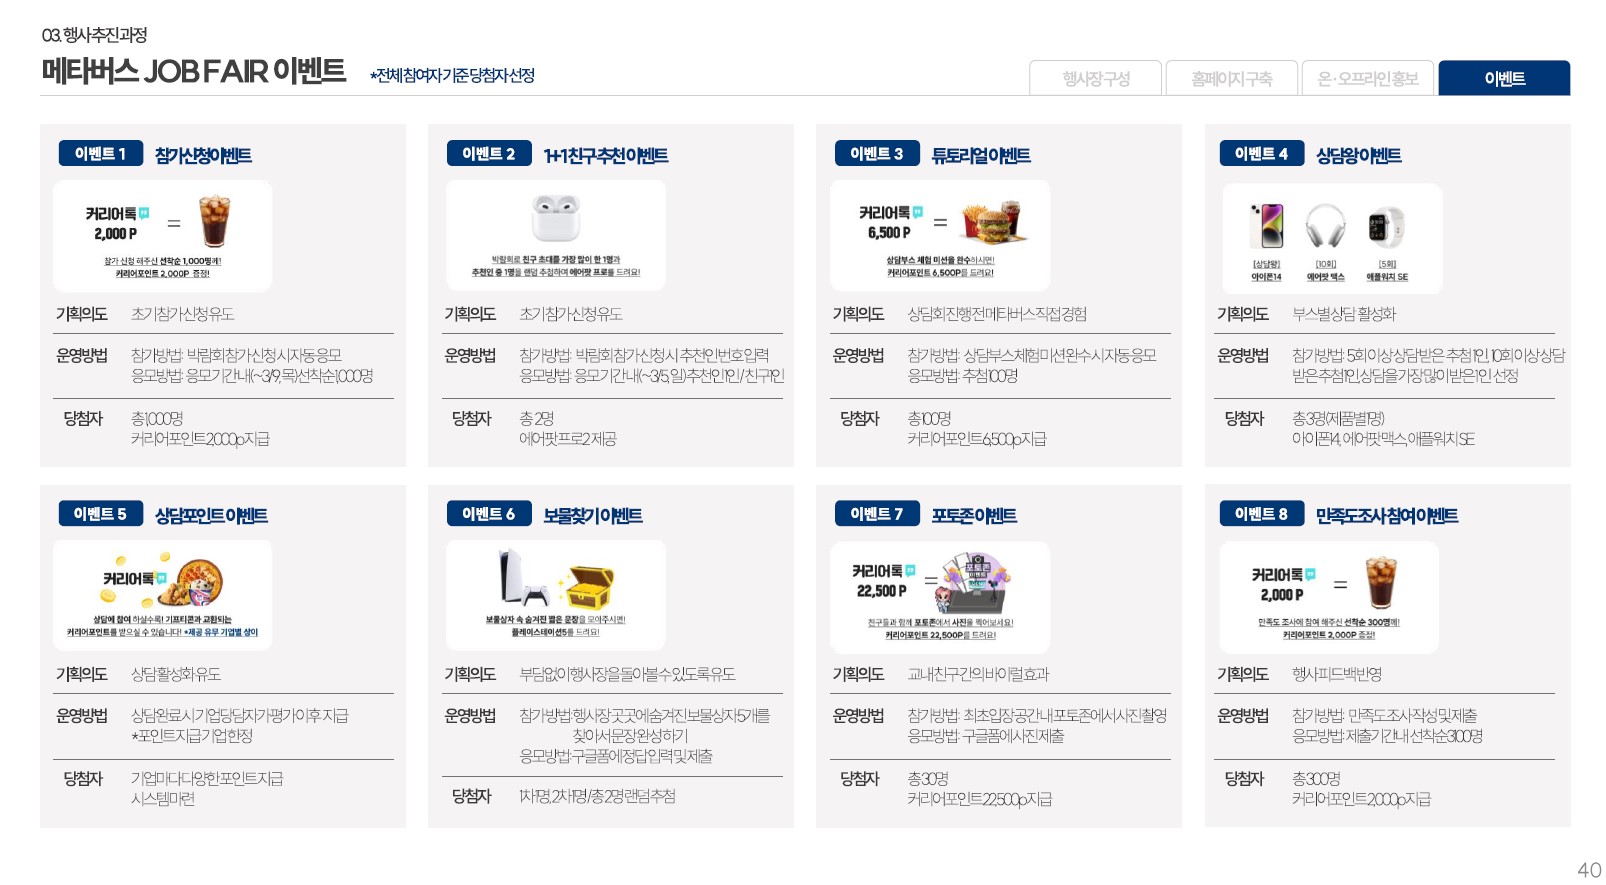 03. 행사 추진 과정
메타버스 JOB FAIR 이벤트 *전체 참여자 기준 당첨자 선정
행사장 구성
홈페이지 구축
온·오프라인 홍보
이벤트
이벤트 1 참가신청이벤트
커리어톡
2,000 P
=
참가 신청 해주신 선착순 1,000명께!
커리어포인트 2,000P 증정!
기획의도 초기 참가 신청 유도
운영방법 참가방법: 박람회 참가 신청 시 자동 응모
응모방법: 응모 기간 내(~3/9, 목) 선착순 1,000명
당첨자 총 1,000명
커리어포인트 2,000p 지급
이벤트 2 1+1 친구 추천 이벤트
박람회로 친구 초대를 가장 많이 한 1명과
추천인 중 1명을 랜덤 추첨하여 에어팟 프로를 드려요!
기획의도 초기 참가 신청 유도
운영방법 참가방법: 박람회 참가 신청 시 추천인 번호 입력
응모방법: 응모 기간 내(~3/5, 일) 추천인 1인 / 친구 1인
당첨자 총 2명
에어팟 프로2 제공
이벤트 3 튜토리얼 이벤트
커리어톡
6,500 P
=
상담부스 체험 미션을 완수하시면!
커리어포인트 6,500P를 드려요!
기획의도 상담회 진행 전 메타버스 직접 경험
운영방법 참가방법: 상담부스 체험 미션 완수 시 자동 응모
응모방법: 추첨 100명
당첨자 총 100명
커리어포인트 6,500p 지급
이벤트 4 상담왕 이벤트
[상담왕]
아이폰14
[10회]
에어팟 맥스
[5회]
애플워치 SE
기획의도 부스별 상담 활성화
운영방법 참가방법: 5회 이상 상담 받은 추첨 1인, 10회 이상 상담
받은 추첨 1인, 상담을 가장 많이 받은 1인 선정
당첨자 총 3명(제품별 1명)
아이폰14, 에어팟 맥스, 애플워치 SE
이벤트 5 상담 포인트 이벤트
커리어톡
상담에 참여 하실수록! 기프티콘과 교환되는
커리어포인트를 받으실 수 있습니다! *제공 유무 기업별 상이
기획의도 상담 활성화 유도
운영방법 상담 완료 시 기업 담당자가 평가 이후 지급
*포인트 지급 기업 한정
당첨자 기업마다 다양한 포인트 지급
시스템 마련
이벤트 6 보물찾기 이벤트
보물상자 속 숨겨진 짧은 문장을 모아주시면!
플레이스테이션5를 드려요!
기획의도 부담 없이 행사장을 돌아볼 수 있도록 유도
운영방법 참가방법: 행사장 곳곳에 숨겨진 보물상자 5개를
찾아서 문장 완성하기
응모방법: 구글폼에 정답 입력 및 제출
당첨자 1차 1명, 2차 1명 / 총 2명 랜덤 추첨
이벤트 7 포토존 이벤트
커리어톡
22,500 P
=
포토존
이벤트
친구들과 함께 포토존에서 사진을 찍어보세요!
커리어포인트 22,500P를 드려요!
기획의도 교내 친구 간의 바이럴 효과
운영방법 참가방법: 최초 입장 공간 내 포토존에서 사진 촬영
응모방법: 구글폼에 사진 제출
당첨자 총 30명
커리어포인트 22,500p 지급
이벤트 8 만족도 조사 참여 이벤트
커리어톡
2,000 P
=
만족도 조사에 참여 해주신 선착순 300명께!
커리어포인트 2,000P 증정!
기획의도 행사 피드백 반영
운영방법 참가방법: 만족도 조사 작성 및 제출
응모방법: 제출 기간 내 선착순 300명
당첨자 총 300명
커리어포인트 2,000p 지급
40